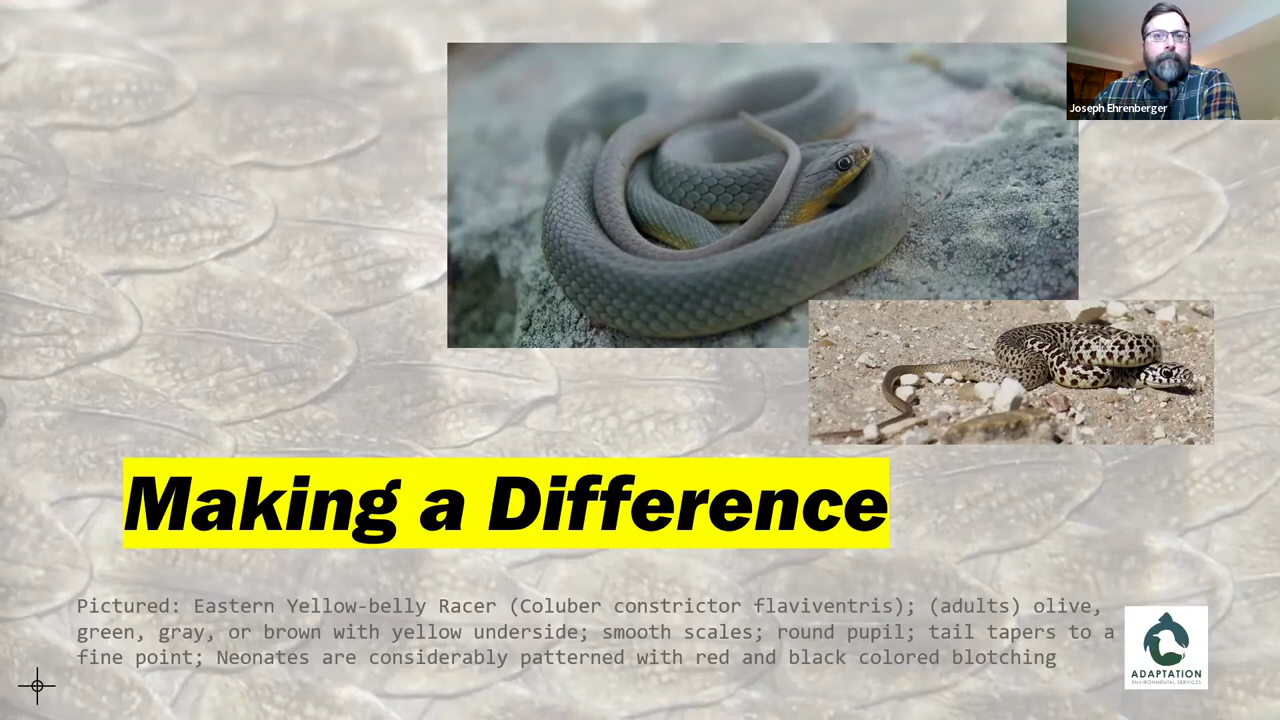 Joseph Ehrenberger
Making a Difference
Pictured: Eastern Yellow-belly Racer (Coluber constrictor flaviventris); (adults) olive,
green, gray, or brown with yellow underside; smooth scales; round pupil; tail tapers to a
fine point; Neonates are considerably patterned with red and black colored blotching
ADAPTATION
ENVIRONMENTAL SERVICES